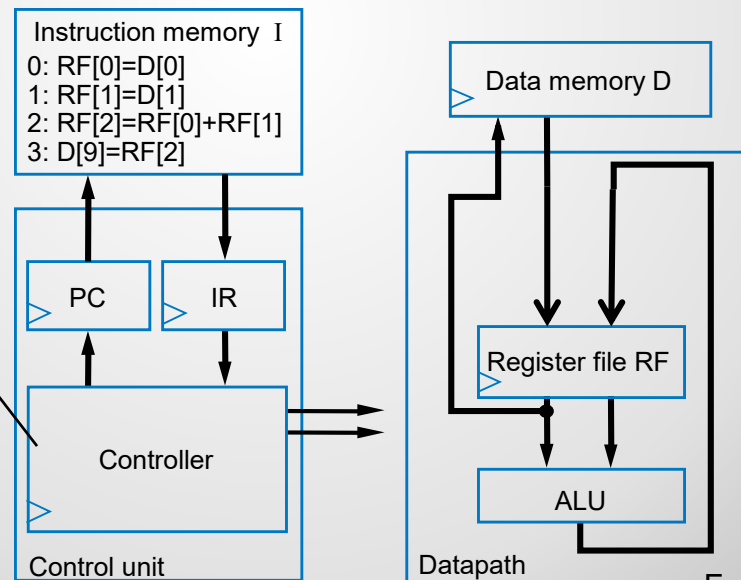 Instruction memory I
0: RF[0]=D[0]
1: RF[1]=D[1]
2: RF[2]=RF[0]+RF[1]
3: D[9]=RF[2]
Data memory D
PC
IR
Register file RF
Controller
ALU
Control unit
Datapath